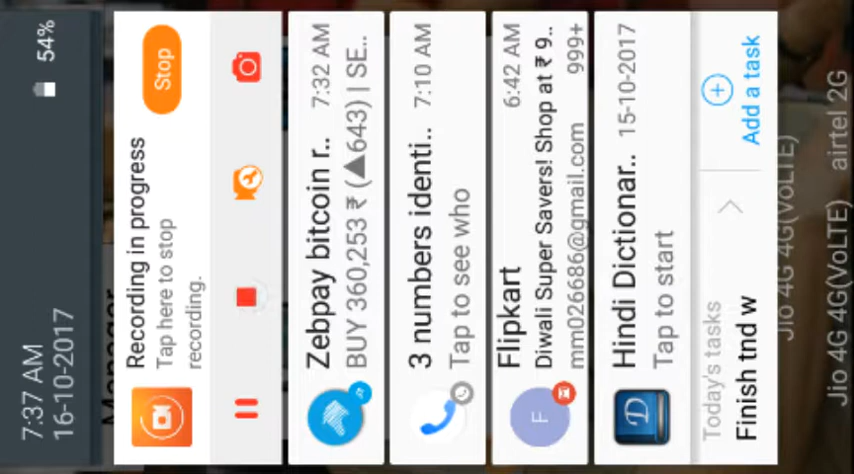 7:37 AM
16-10-2017
54%
Manager
Recording in progress
Tap here to stop
recording.
Stop
Zebpay bitcoin r.. 7:32 AM
BUY 360,253 ₹ (▲643) | SE..
3 numbers identi.. 7:10 AM
Tap to see who
Flipkart 6:42 AM
Diwali Super Savers! Shop at ₹ 9..
mm026686@gmail.com 999+
F
Hindi Dictionar.. 15-10-2017
Tap to start
D
Today's tasks
Finish tnd w
Add a task
Jio 4G 4G(VoLTE)
Jio 4G 4G(VoLTE) airtel 2G